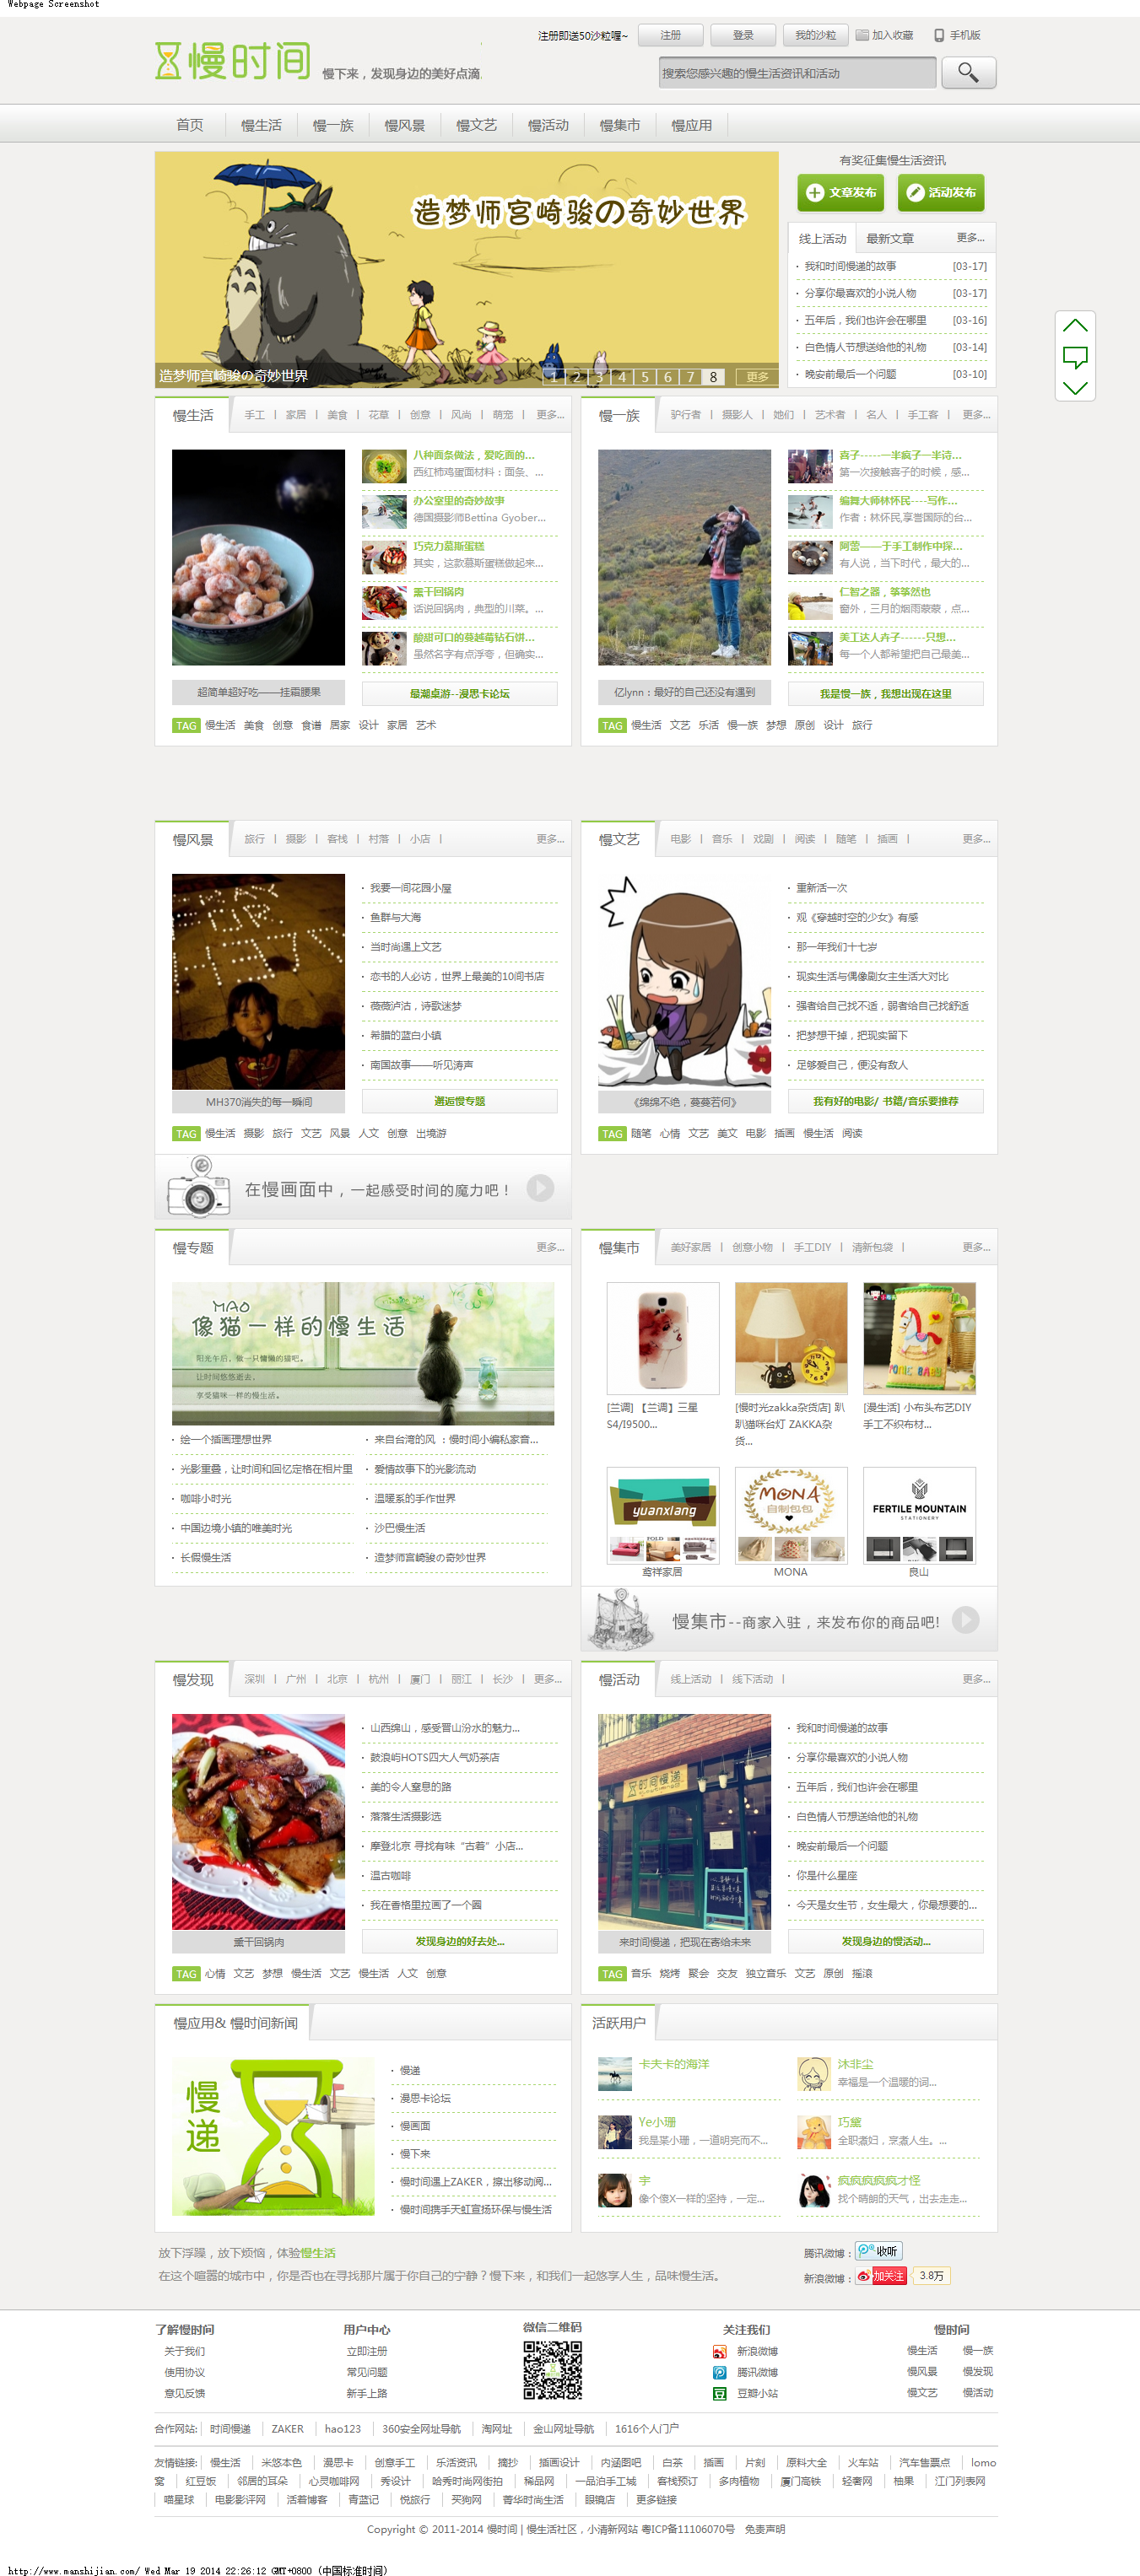 Webpage Screenshot
注册即送50沙粒喔~ 注册 登录 我的沙粒 加入收藏 手机版
慢时间 慢下来，发现身边的美好点滴
搜索您感兴趣的慢生活资讯和活动
首页 慢生活 慢一族 慢风景 慢文艺 慢活动 慢集市 慢应用
造梦师宫崎骏の奇妙世界
造梦师宫崎骏の奇妙世界 1 2 3 4 5 6 7 8 更多
有奖征集慢生活资讯
文章发布 活动发布
线上活动 最新文章 更多...
我和时间慢递的故事 [03-17]
分享你最喜欢的小说人物 [03-17]
五年后，我们也许会在哪里 [03-16]
白色情人节想送给他的礼物 [03-14]
晚安前最后一个问题 [03-10]
慢生活 手工 | 家居 | 美食 | 花草 | 创意 | 风尚 | 萌宠 | 更多...
八种面条做法，爱吃面的...
西红柿鸡蛋面材料：面条、...
办公室里的奇妙故事
德国摄影师Bettina Gyober...
巧克力慕斯蛋糕
其实，这款慕斯蛋糕做起来...
熏干回锅肉
话说回锅肉，典型的川菜。...
酸甜可口的蔓越莓钻石饼...
虽然名字有点浮夸，但确实...
超简单超好吃——挂霜腰果
最潮桌游--漫思卡论坛
TAG 慢生活 美食 创意 食谱 居家 设计 家居 艺术
慢一族 驴行者 | 摄影人 | 她们 | 艺术者 | 名人 | 手工客 | 更多...
喜子-----一半疯子一半诗...
第一次接触喜子的时候，感...
编舞大师林怀民----写作...
作者：林怀民,享誉国际的台...
阿蕾——于手工制作中探...
有人说，当下时代，最大的...
仁智之器，筝筝然也
窗外，三月的烟雨蒙蒙，点...
美工达人卉子------只想...
每一个人都希望把自己最美...
亿lynn：最好的自己还没有遇到
我是慢一族，我想出现在这里
TAG 慢生活 文艺 乐活 慢一族 梦想 原创 设计 旅行
慢风景 旅行 | 摄影 | 客栈 | 村落 | 小店 | 更多...
我要一间花园小屋
鱼群与大海
当时尚遇上文艺
恋书的人必访，世界上最美的10间书店
薇薇泸沽，诗歌迷梦
希腊的蓝白小镇
南国故事——听见涛声
MH370消失的每一瞬间
邂逅慢专题
TAG 慢生活 摄影 旅行 文艺 风景 人文 创意 出境游
在慢画面中，一起感受时间的魔力吧！
慢文艺 电影 | 音乐 | 戏剧 | 阅读 | 随笔 | 插画 | 更多...
重新活一次
观《穿越时空的少女》有感
那一年我们十七岁
现实生活与偶像剧女主生活大对比
强者给自己找不适，弱者给自己找舒适
把梦想干掉，把现实留下
足够爱自己，便没有敌人
《绵绵不绝，蔓蔓若何》
我有好的电影/ 书籍/音乐要推荐
TAG 随笔 心情 文艺 美文 电影 插画 慢生活 阅读
慢专题 更多...
MAO
像猫一样的慢生活
阳光午后，做一只慵懒的猫吧。
让时间悠悠逝去，
享受猫咪一样的慢生活。
绘一个插画理想世界 来自台湾的风 ：慢时间小编私家音...
光影重叠，让时间和回忆定格在相片里 爱情故事下的光影流动
咖啡小时光 温暖系的手作世界
中国边境小镇的唯美时光 沙巴慢生活
长假慢生活 造梦师宫崎骏の奇妙世界
慢集市 美好家居 | 创意小物 | 手工DIY | 清新包袋 | 更多...
[兰调] 【兰调】三星 S4/I9500...
[慢时光zakka杂货店] 趴趴猫咪台灯 ZAKKA杂货...
[漫生活] 小布头布艺DIY 手工不织布材...
yuanxiang
MONA 自制包包
FERTILE MOUNTAIN
STATIONERY
鸢祥家居 MONA 良山
慢集市--商家入驻，来发布你的商品吧!
慢发现 深圳 | 广州 | 北京 | 杭州 | 厦门 | 丽江 | 长沙 | 更多...
山西绵山，感受晋山汾水的魅力...
鼓浪屿HOTS四大人气奶茶店
美的令人窒息的路
落落生活摄影选
摩登北京 寻找有味“古着”小店...
温古咖啡
我在香格里拉画了一个圆
熏干回锅肉
发现身边的好去处...
TAG 心情 文艺 梦想 慢生活 文艺 慢生活 人文 创意
慢活动 线上活动 | 线下活动 | 更多...
时间慢递
我和时间慢递的故事
分享你最喜欢的小说人物
五年后，我们也许会在哪里
白色情人节想送给他的礼物
晚安前最后一个问题
你是什么星座
今天是女生节，女生最大，你最想要的...
来时间慢递，把现在寄给未来
发现身边的慢活动...
TAG 音乐 烧烤 聚会 交友 独立音乐 文艺 原创 摇滚
慢应用& 慢时间新闻
慢递
慢递
漫思卡论坛
慢画面
慢下来
慢时间遇上ZAKER，擦出移动阅...
慢时间携手天虹宣扬环保与慢生活
活跃用户
卡夫卡的海洋 沐非尘
幸福是一个温暖的词...
Ye小珊 巧黛
我是某小珊，一道明亮而不... 全职煮妇，烹煮人生。...
宇 疯疯疯疯疯才怪
像个傻X一样的坚持，一定... 找个晴朗的天气，出去走走...
放下浮躁，放下烦恼，体验慢生活
在这个喧嚣的城市中，你是否也在寻找那片属于你自己的宁静？慢下来，和我们一起悠享人生，品味慢生活。
腾讯微博： 收听
新浪微博： 加关注 3.8万
了解慢时间 用户中心 微信二维码 关注我们 慢时间
关于我们 立即注册 新浪微博 慢生活 慢一族
使用协议 常见问题 腾讯微博 慢风景 慢发现
意见反馈 新手上路 豆瓣小站 慢文艺 慢活动
合作网站: 时间慢递 ZAKER hao123 360安全网址导航 淘网址 金山网址导航 1616个人门户
友情链接: 慢生活 米悠本色 漫思卡 创意手工 乐活资讯 摘抄 插画设计 内涵图吧 白茶 插画 片刻 原料大全 火车站 汽车售票点 lomo
窝 红豆饭 邻居的耳朵 心灵咖啡网 秀设计 哈秀时尚网街拍 稀品网 一品泊手工域 客栈预订 多肉植物 厦门高铁 轻奢网 柚果 江门列表网
喵星球 电影影评网 活着博客 青蓝记 悦旅行 买狗网 菁华时尚生活 眼镜店 更多链接
Copyright © 2011-2014 慢时间 | 慢生活社区，小清新网站 粤ICP备11106070号 免责声明
http://www.manshijian.com/ Wed Mar 19 2014 22:26:12 GMT+0800 (中国标准时间)